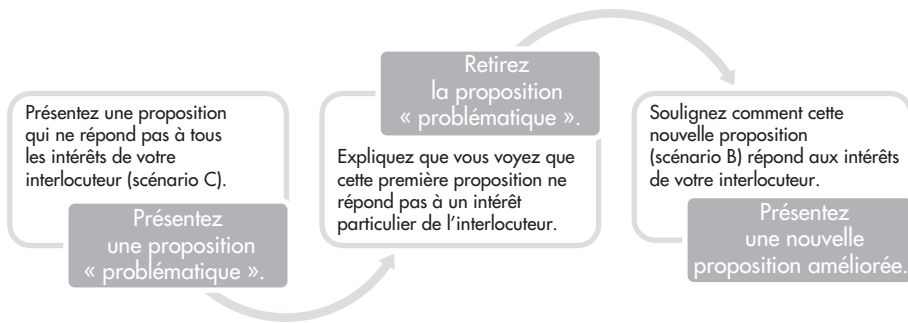 Présentez une proposition
qui ne répond pas à tous
les intérêts de votre
interlocuteur (scénario C).
Présentez
une proposition
« problématique ».
Retirez
la proposition
« problématique ».
Expliquez que vous voyez que
cette première proposition ne
répond pas à un intérêt
particulier de l’interlocuteur.
Soulignez comment cette
nouvelle proposition
(scénario B) répond aux intérêts
de votre interlocuteur.
Présentez
une nouvelle
proposition améliorée.